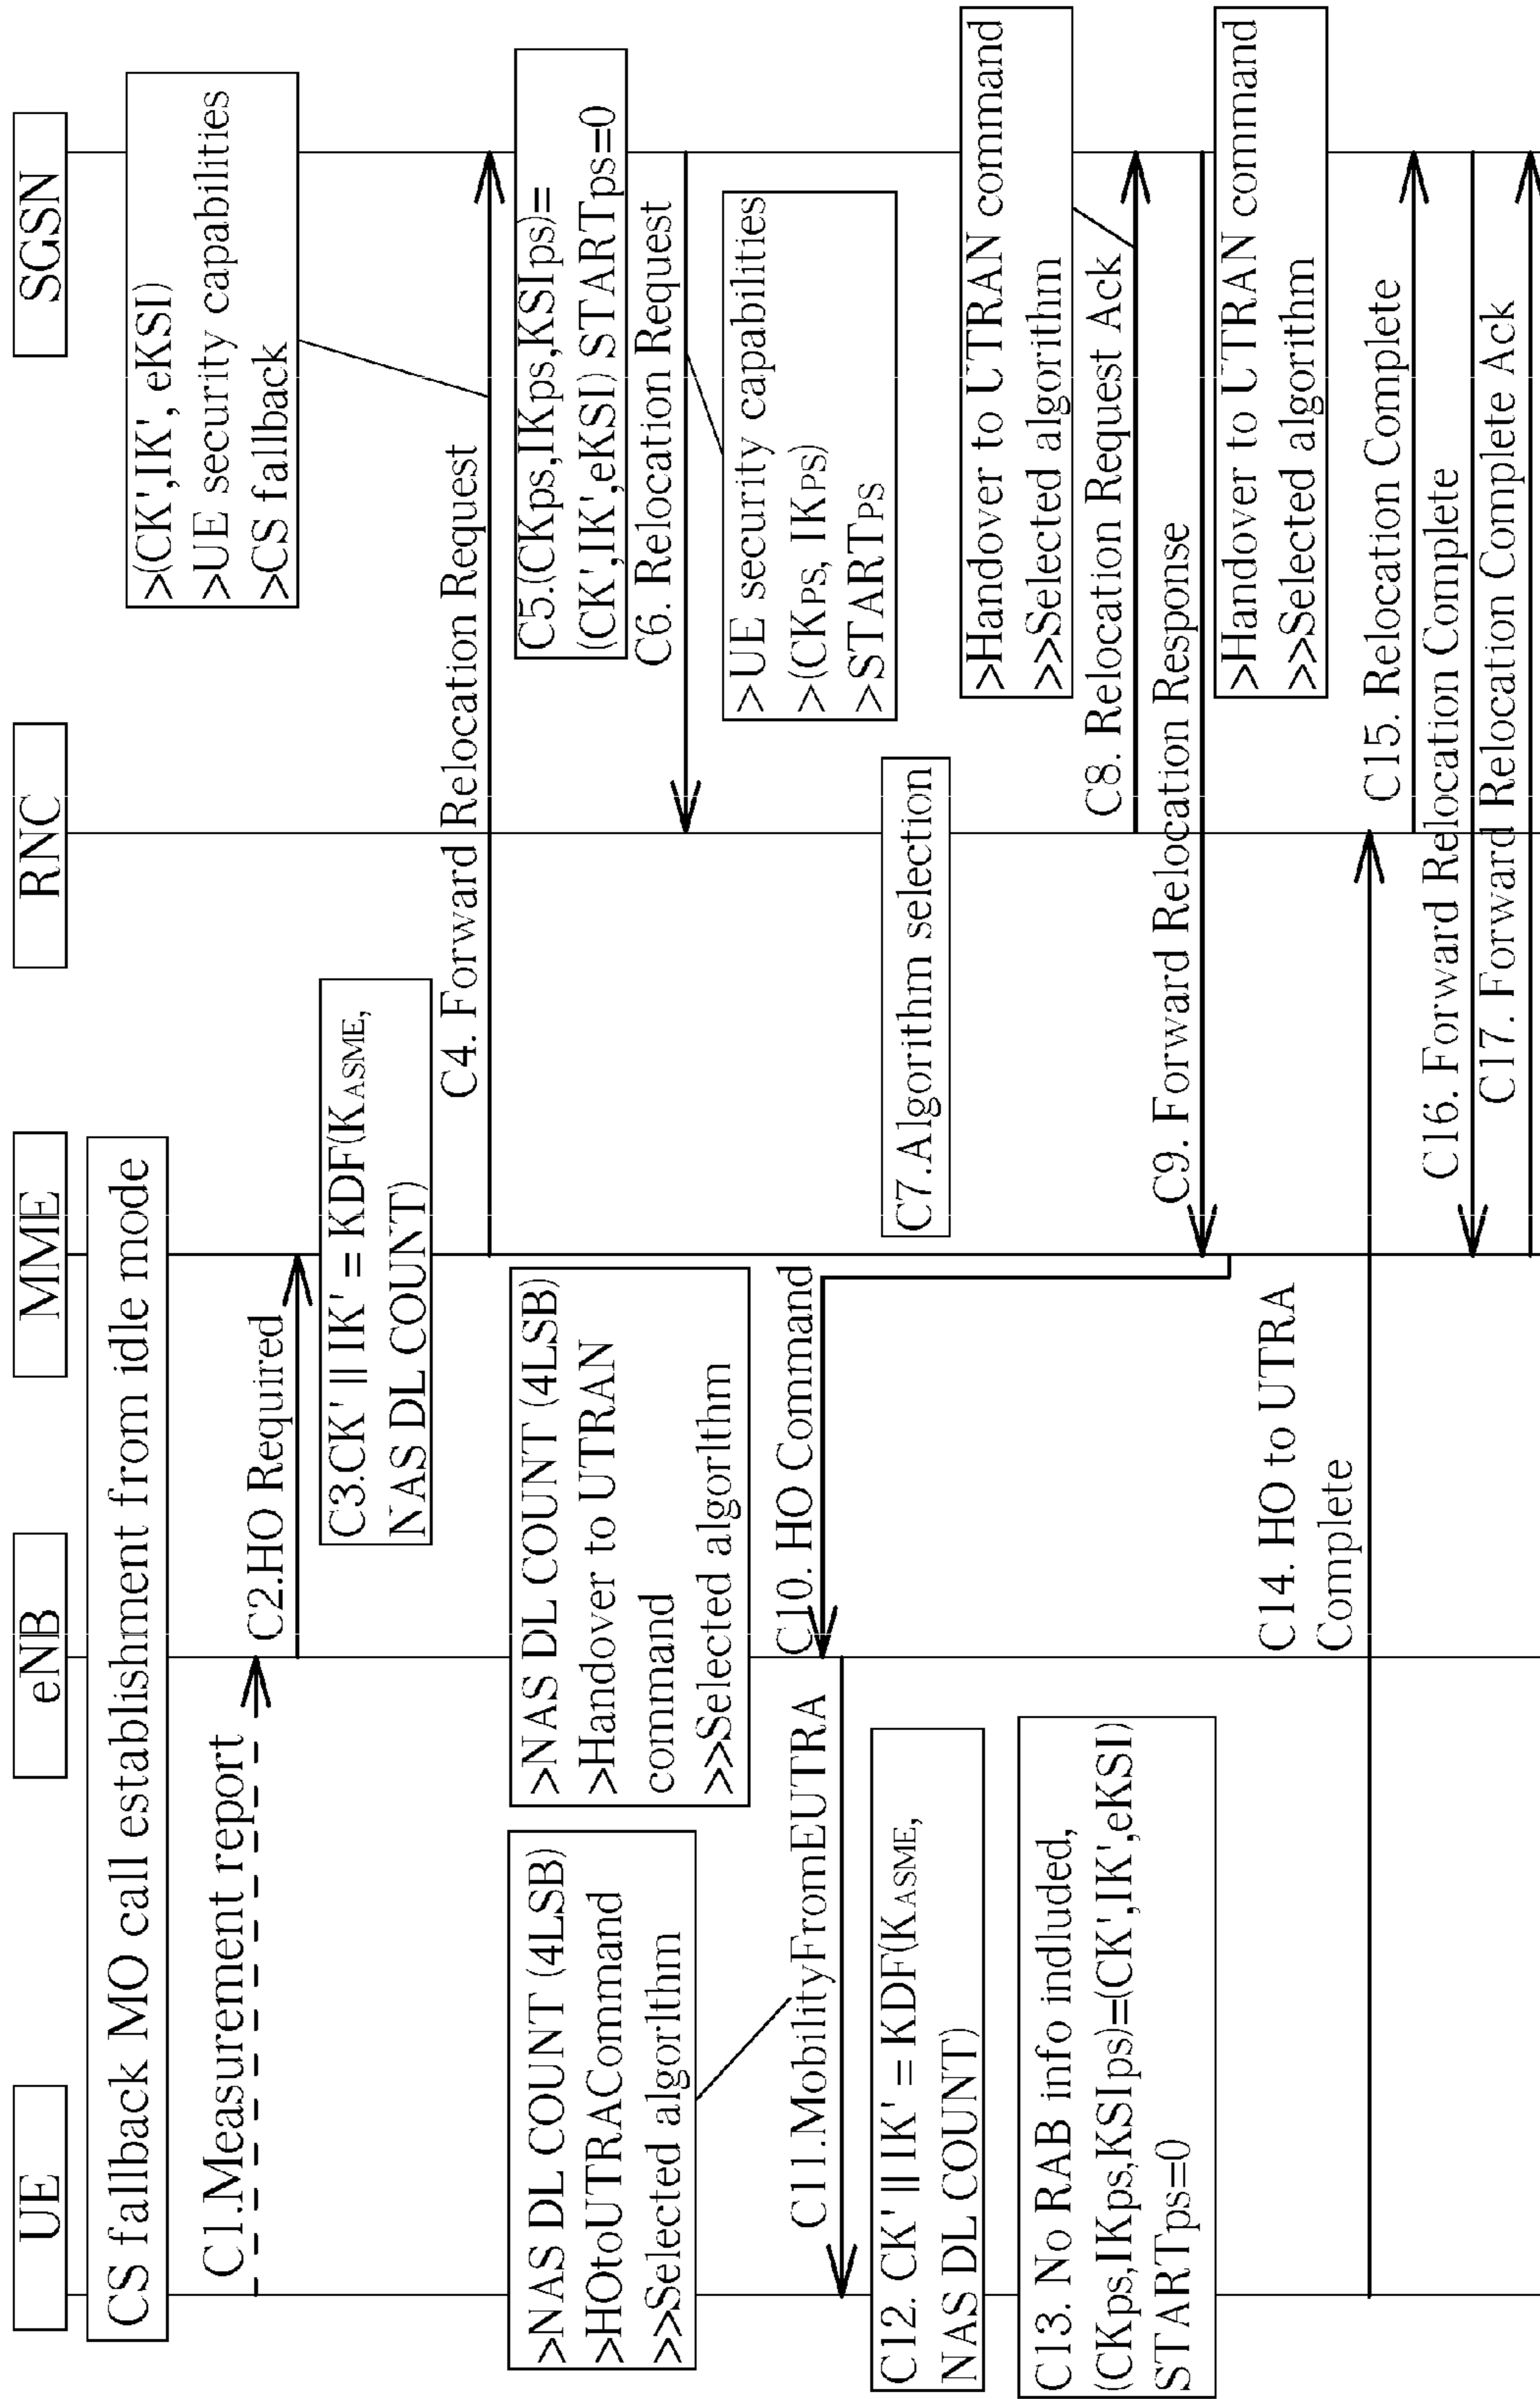 UE
eNB
MME
RNC
SGSN
CS fallback MO call establishment from idle mode
C1.Measurement report
C2.HO Required
C3.CK' || IK' = KDF(KASME,
NAS DL COUNT)
>(CK',IK', eKSI)
>UE security capabilities
>CS fallback
C4. Forward Relocation Request
C5.(CKps,IKps,KSIps)=
(CK',IK',eKSI) STARTps=0
C6. Relocation Request
>UE security capabilities
>(CKPS, IKPS)
>STARTPS
C7.Algorithm selection
>Handover to UTRAN command
>>Selected algorithm
C8. Relocation Request Ack
C9. Forward Relocation Response
>Handover to UTRAN command
>>Selected algorithm
>NAS DL COUNT (4LSB)
>Handover to UTRAN
command
>>Selected algorlthm
C10. HO Command
>NAS DL COUNT (4LSB)
>HOtoUTRACommand
>>Selected algorlthm
C11.MobilityFromEUTRA
C12. CK' || IK' = KDF(KASME,
NAS DL COUNT)
C13. No RAB info indluded,
(CKps,IKps,KSIps)=(CK',IK',eKSI)
STARTps=0
C14. HO to UTRA
Complete
C15. Relocation Complete
C16. Forward Relocation Complete
C17. Forward Relocation Complete Ack